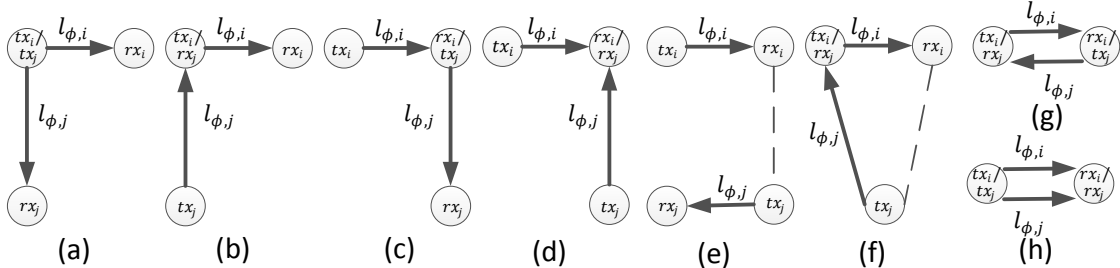 tx_i/ tx_j
l_{ϕ,i}
rx_i
l_{ϕ,j}
rx_j
(a)
tx_i/ rx_j
l_{ϕ,i}
rx_i
l_{ϕ,j}
tx_j
(b)
tx_i
l_{ϕ,i}
rx_i/ tx_j
l_{ϕ,j}
rx_j
(c)
tx_i
l_{ϕ,i}
rx_i/ rx_j
l_{ϕ,j}
tx_j
(d)
tx_i
l_{ϕ,i}
rx_i
rx_j
l_{ϕ,j}
tx_j
(e)
tx_i/ rx_j
l_{ϕ,i}
rx_i
l_{ϕ,j}
tx_j
(f)
l_{ϕ,i}
tx_i/ rx_j
rx_i/ tx_j
l_{ϕ,j}
(g)
l_{ϕ,i}
tx_i/ tx_j
rx_i/ rx_j
l_{ϕ,j}
(h)